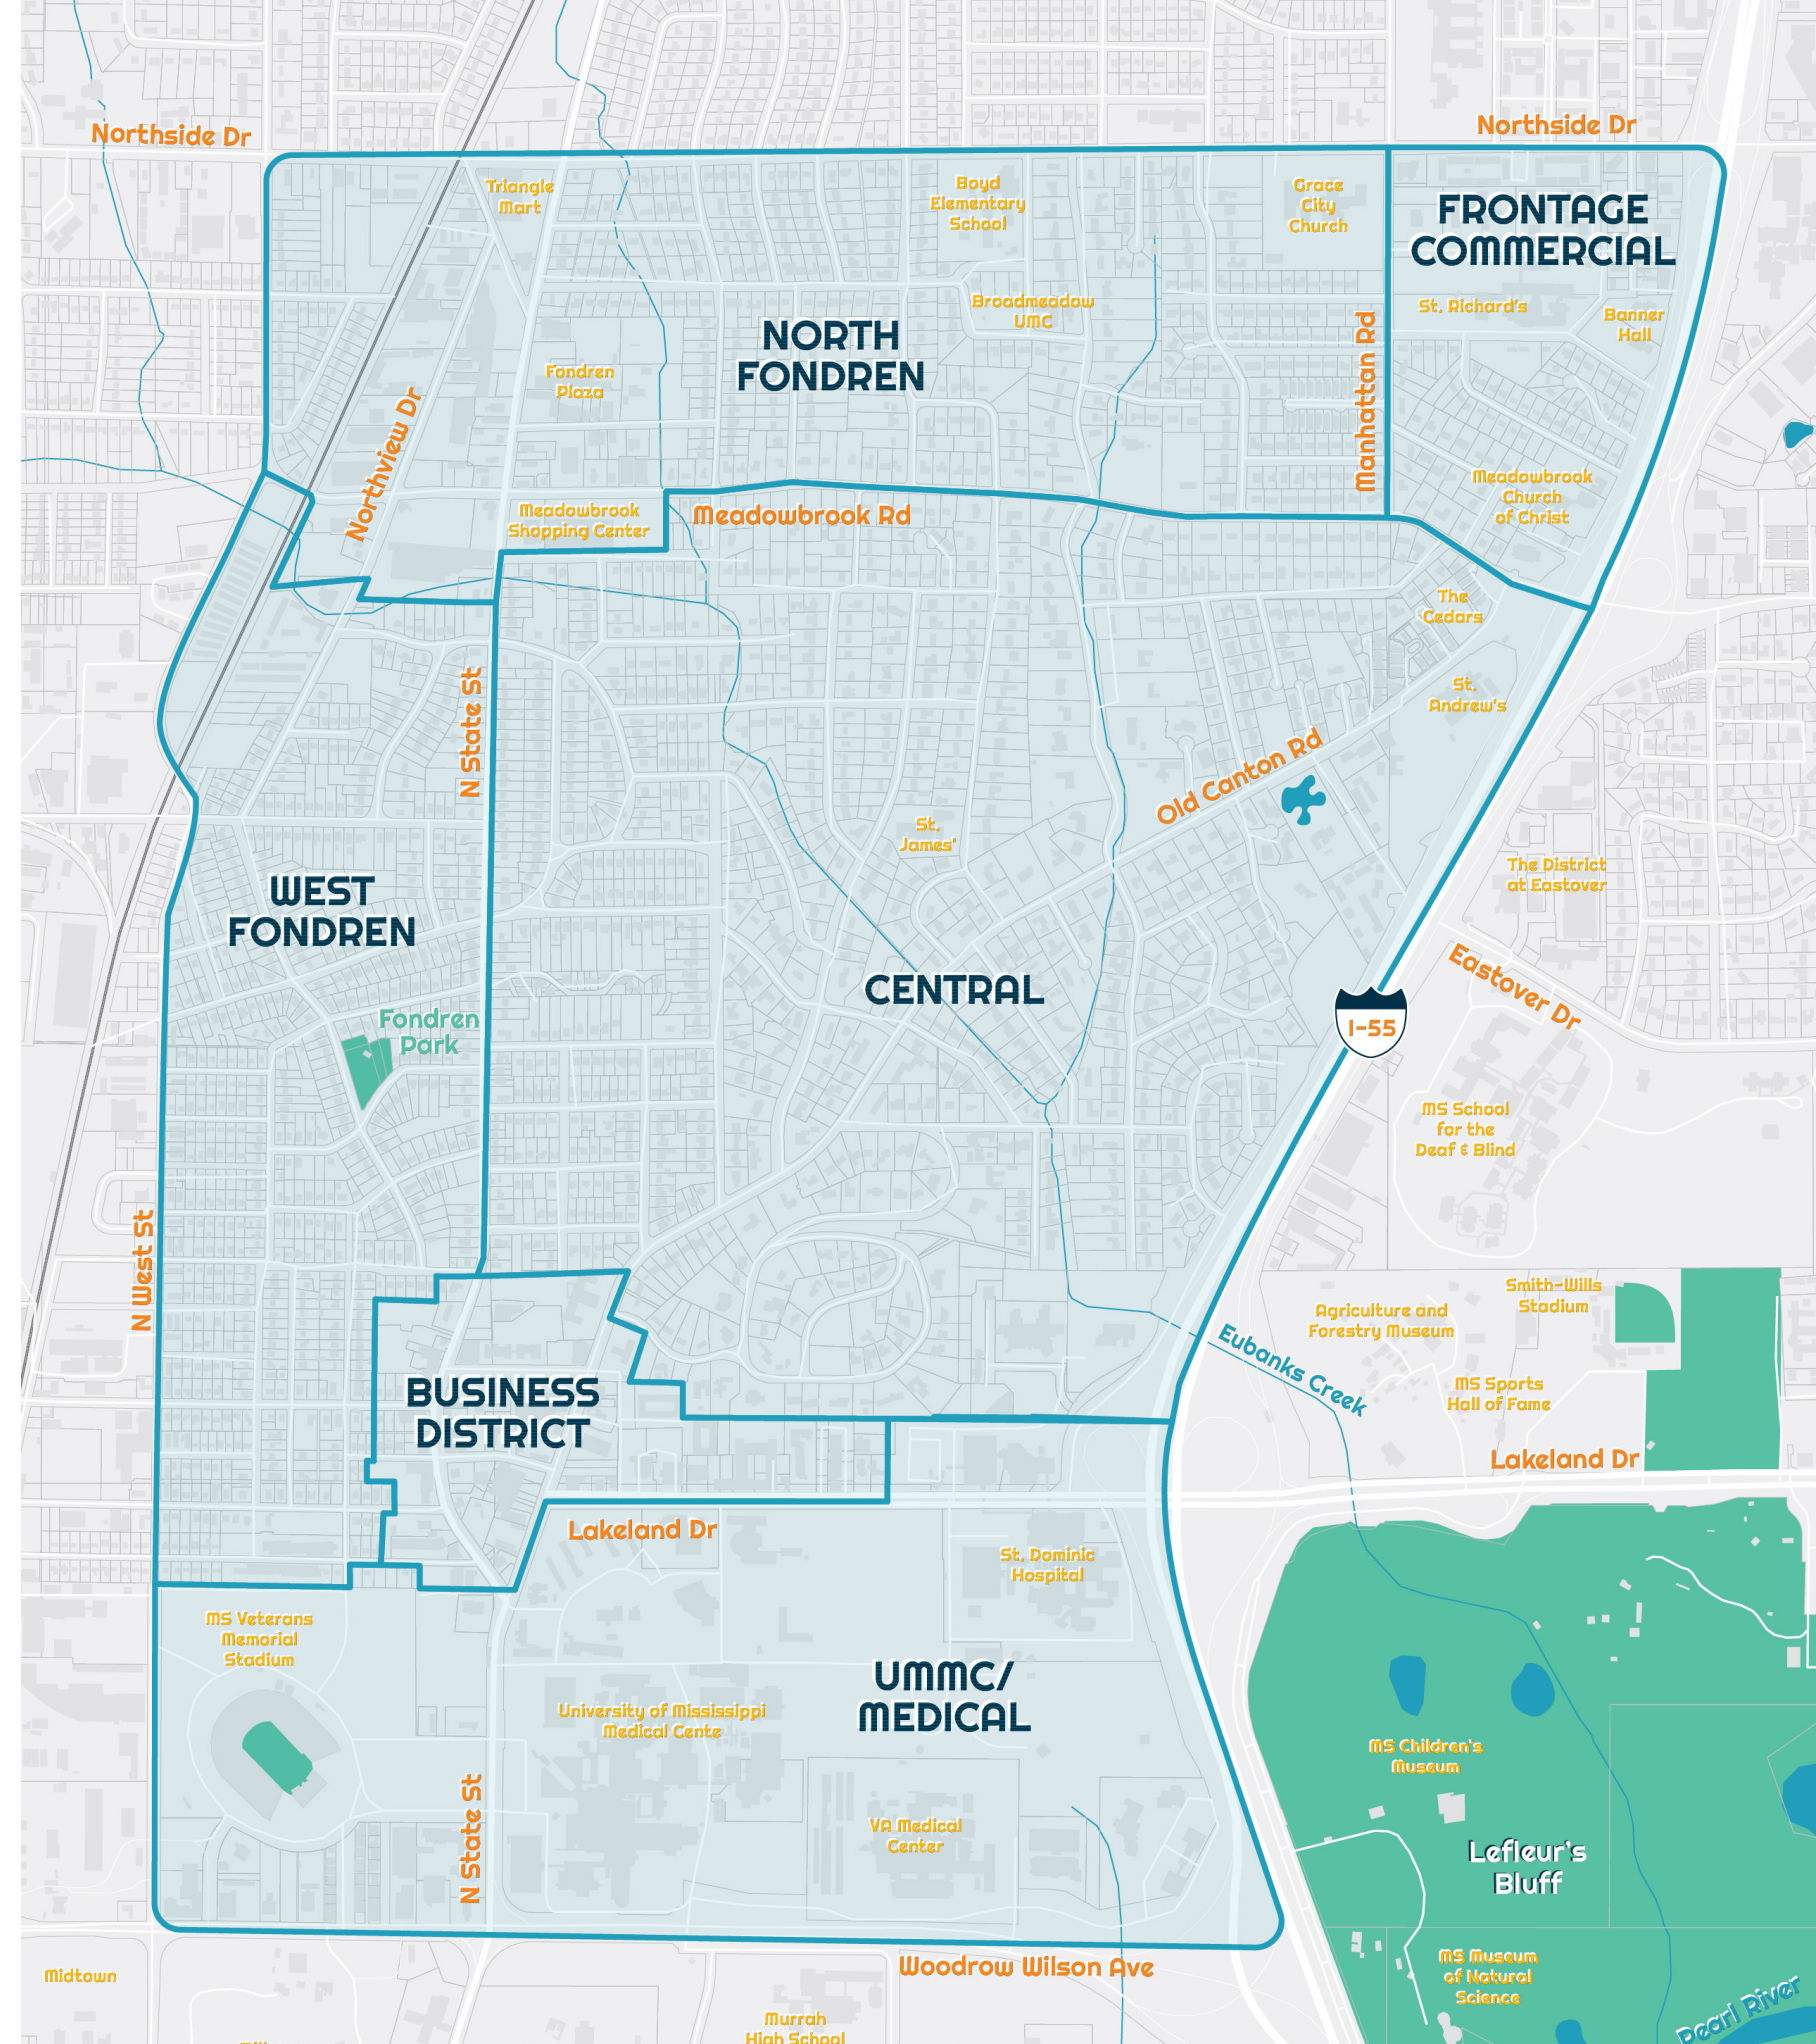 Northside Dr
Northside Dr
Triangle
Mart
Boyd
Elementary
School
Grace
City
Church
FRONTAGE
COMMERCIAL
St. Richard's
Banner
Hall
Broadmeadow
UMC
NORTH
FONDREN
Fondren
Plaza
Manhattan Rd
Northview Dr
Meadowbrook
Church
of Christ
Meadowbrook
Shopping Center
Meadowbrook Rd
The
Cedars
St.
Andrew's
N State St
Old Canton Rd
St.
James'
The District
at Eastover
WEST
FONDREN
Eastover Dr
CENTRAL
Fondren
Park
I-55
MS School
for the
Deaf & Blind
N West St
Smith-Wills
Stadium
Agriculture and
Forestry Museum
Eubanks Creek
MS Sports
Hall of Fame
BUSINESS
DISTRICT
Lakeland Dr
Lakeland Dr
St. Dominic
Hospital
MS Veterans
Memorial
Stadium
UMMC/
MEDICAL
University of Mississippi
Medical Cente
MS Children's
Museum
N State St
VA Medical
Center
Lefleur's
Bluff
Woodrow Wilson Ave
Midtown
MS Museum
of Natural
Science
Pearl River
Murrah
High School